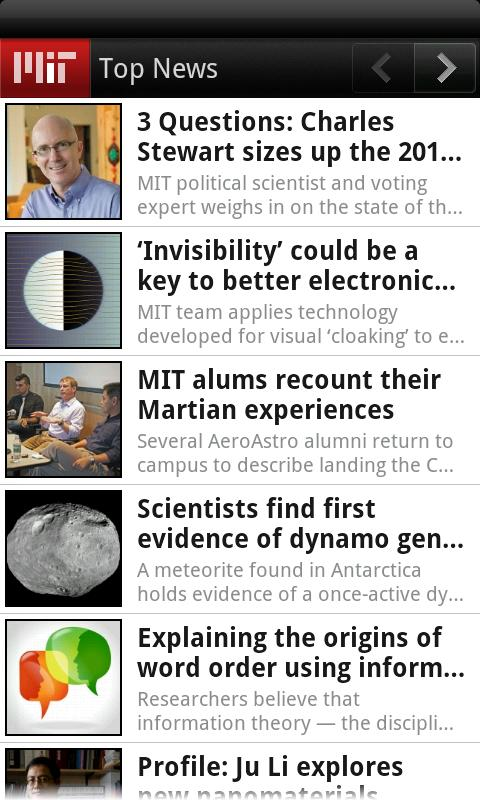 MIT
Top News
3 Questions: Charles
Stewart sizes up the 201...
MIT political scientist and voting
expert weighs in on the state of th...
‘Invisibility’ could be a
key to better electronic...
MIT team applies technology
developed for visual ‘cloaking’ to e...
MIT alums recount their
Martian experiences
Several AeroAstro alumni return to
campus to describe landing the C...
Scientists find first
evidence of dynamo gen...
A meteorite found in Antarctica
holds evidence of a once-active dy...
Explaining the origins of
word order using inform...
Researchers believe that
information theory — the discipli...
Profile: Ju Li explores
new nanomaterials